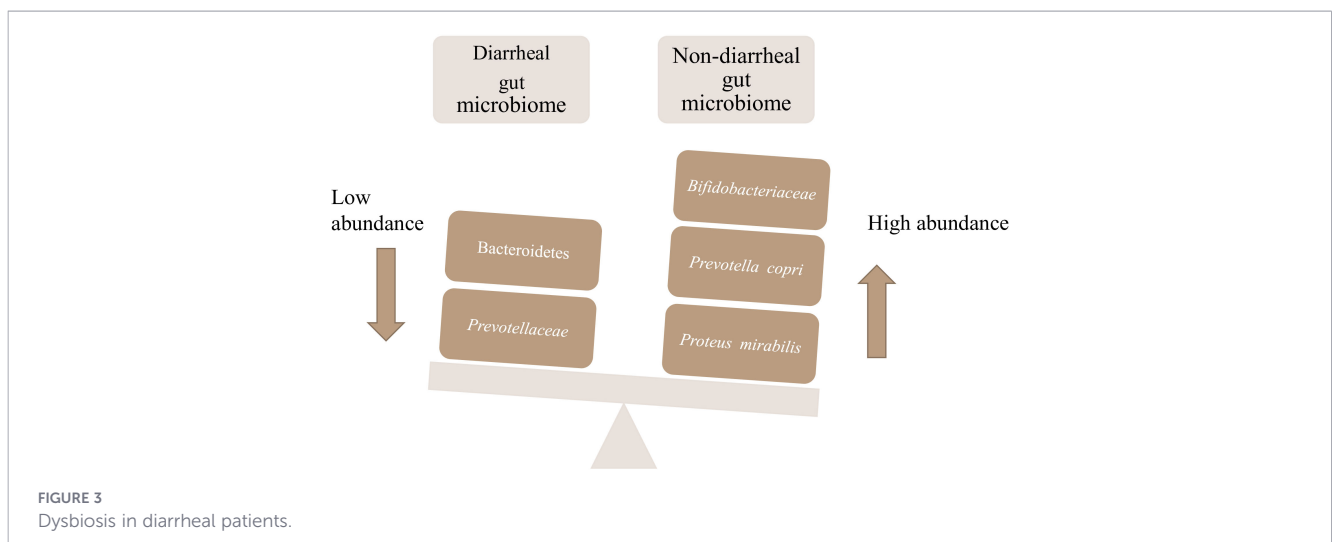 Diarrheal
gut
microbiome
Non-diarrheal
gut
microbiome
Low
abundance
Bacteroidetes
Prevotellaceae
Bifidobacteriaceae
Prevotella copri
Proteus mirabilis
High abundance
FIGURE 3
Dysbiosis in diarrheal patients.